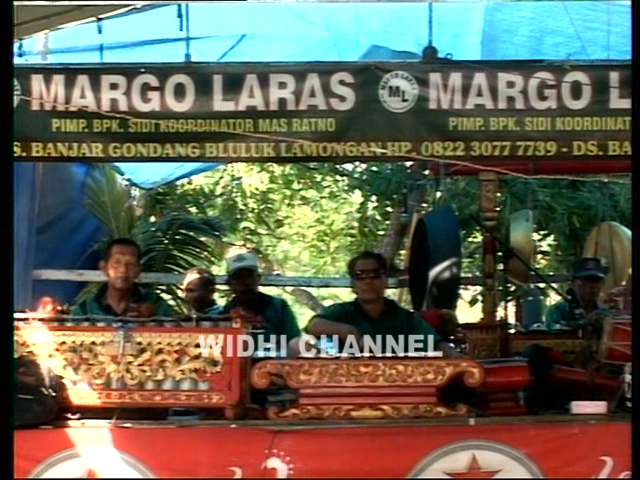 MARGO LARAS ML MARGO L
PIMP. BPK. SIDI KOORDINATOR MAS RATNO PIMP. BPK. SIDI KOORDINAT
S. BANJAR GONDANG BLULUK LAMONGAN HP. 0822 3077 7739 - DS. BA
WIDHI CHANNEL